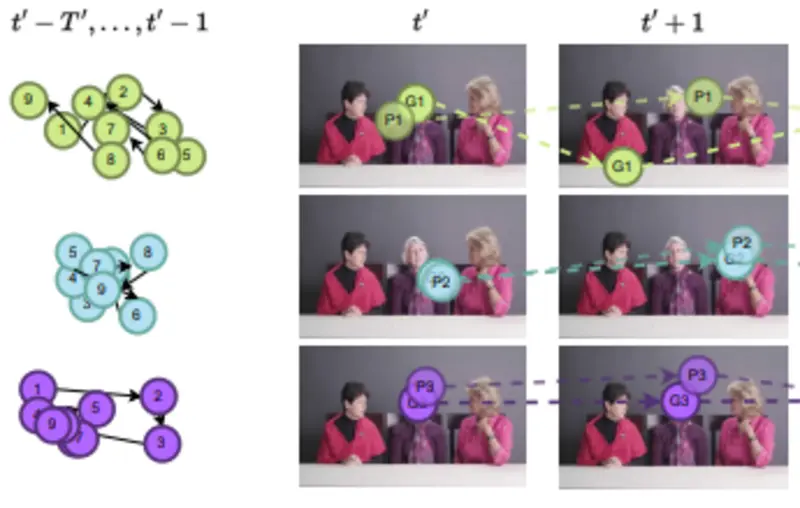 t′ − T′, . . . , t′ − 1 t′ t′ + 1
9 4 2
1 7 3
8 6 5
G1
P1
P1
G1
5 7 8
4 9
3 6
P2
P2
G2
1 2
4 9 5
7 3
P3
G3
P3
G3